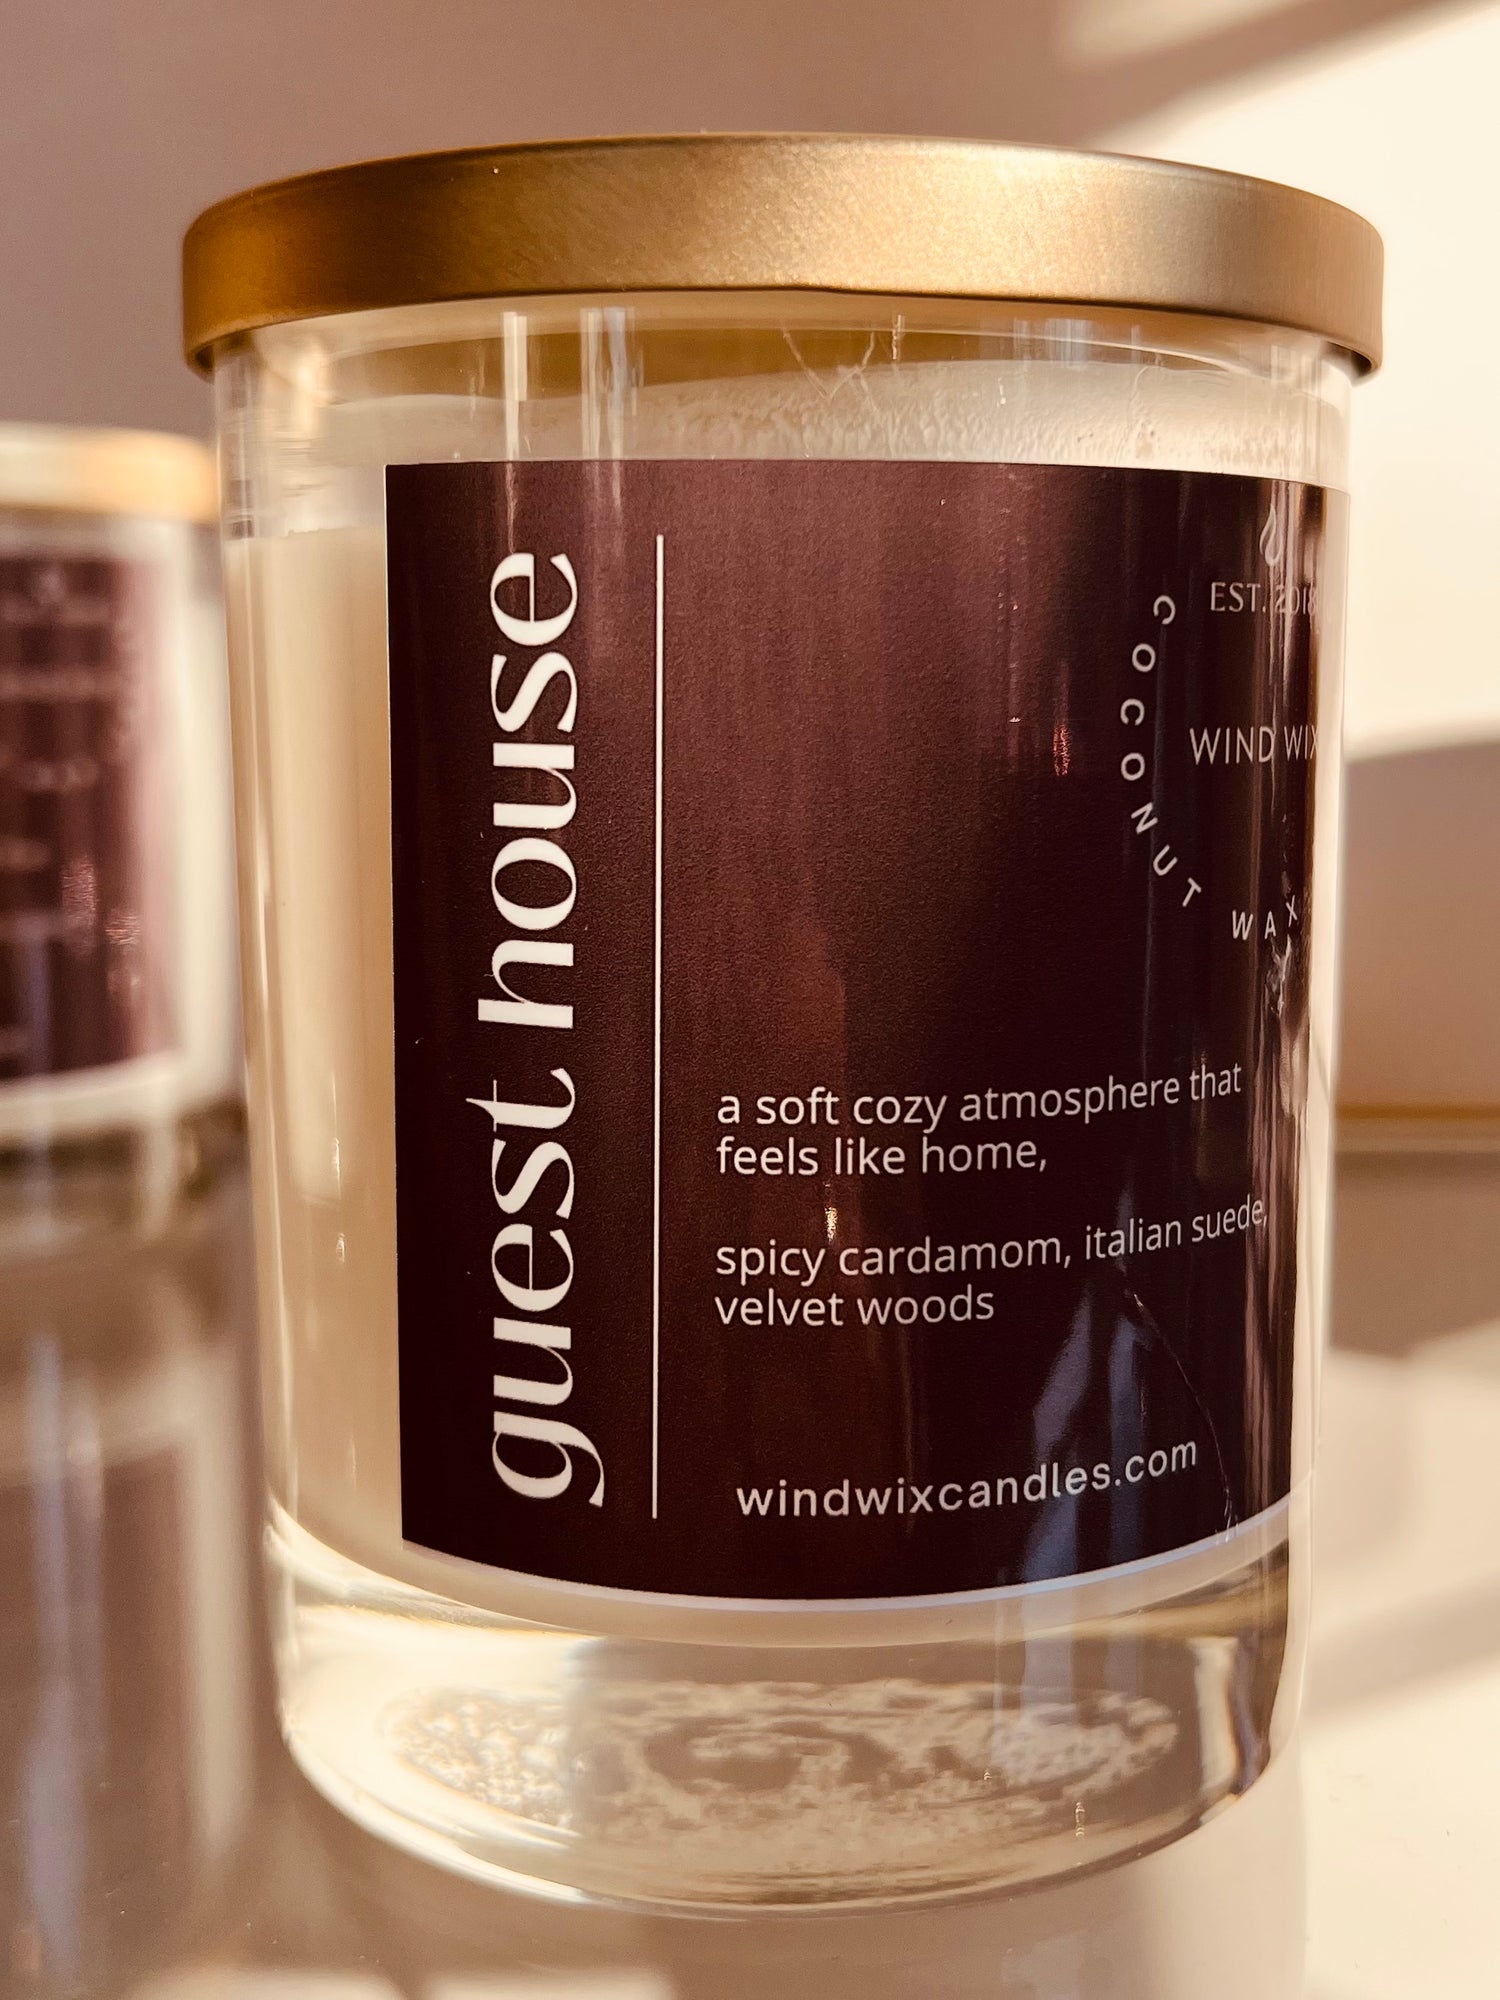 guest house
EST. 2018
WIND WIX
COCONUT WAX
a soft cozy atmosphere that
feels like home,
spicy cardamom, italian suede,
velvet woods
windwixcandles.com